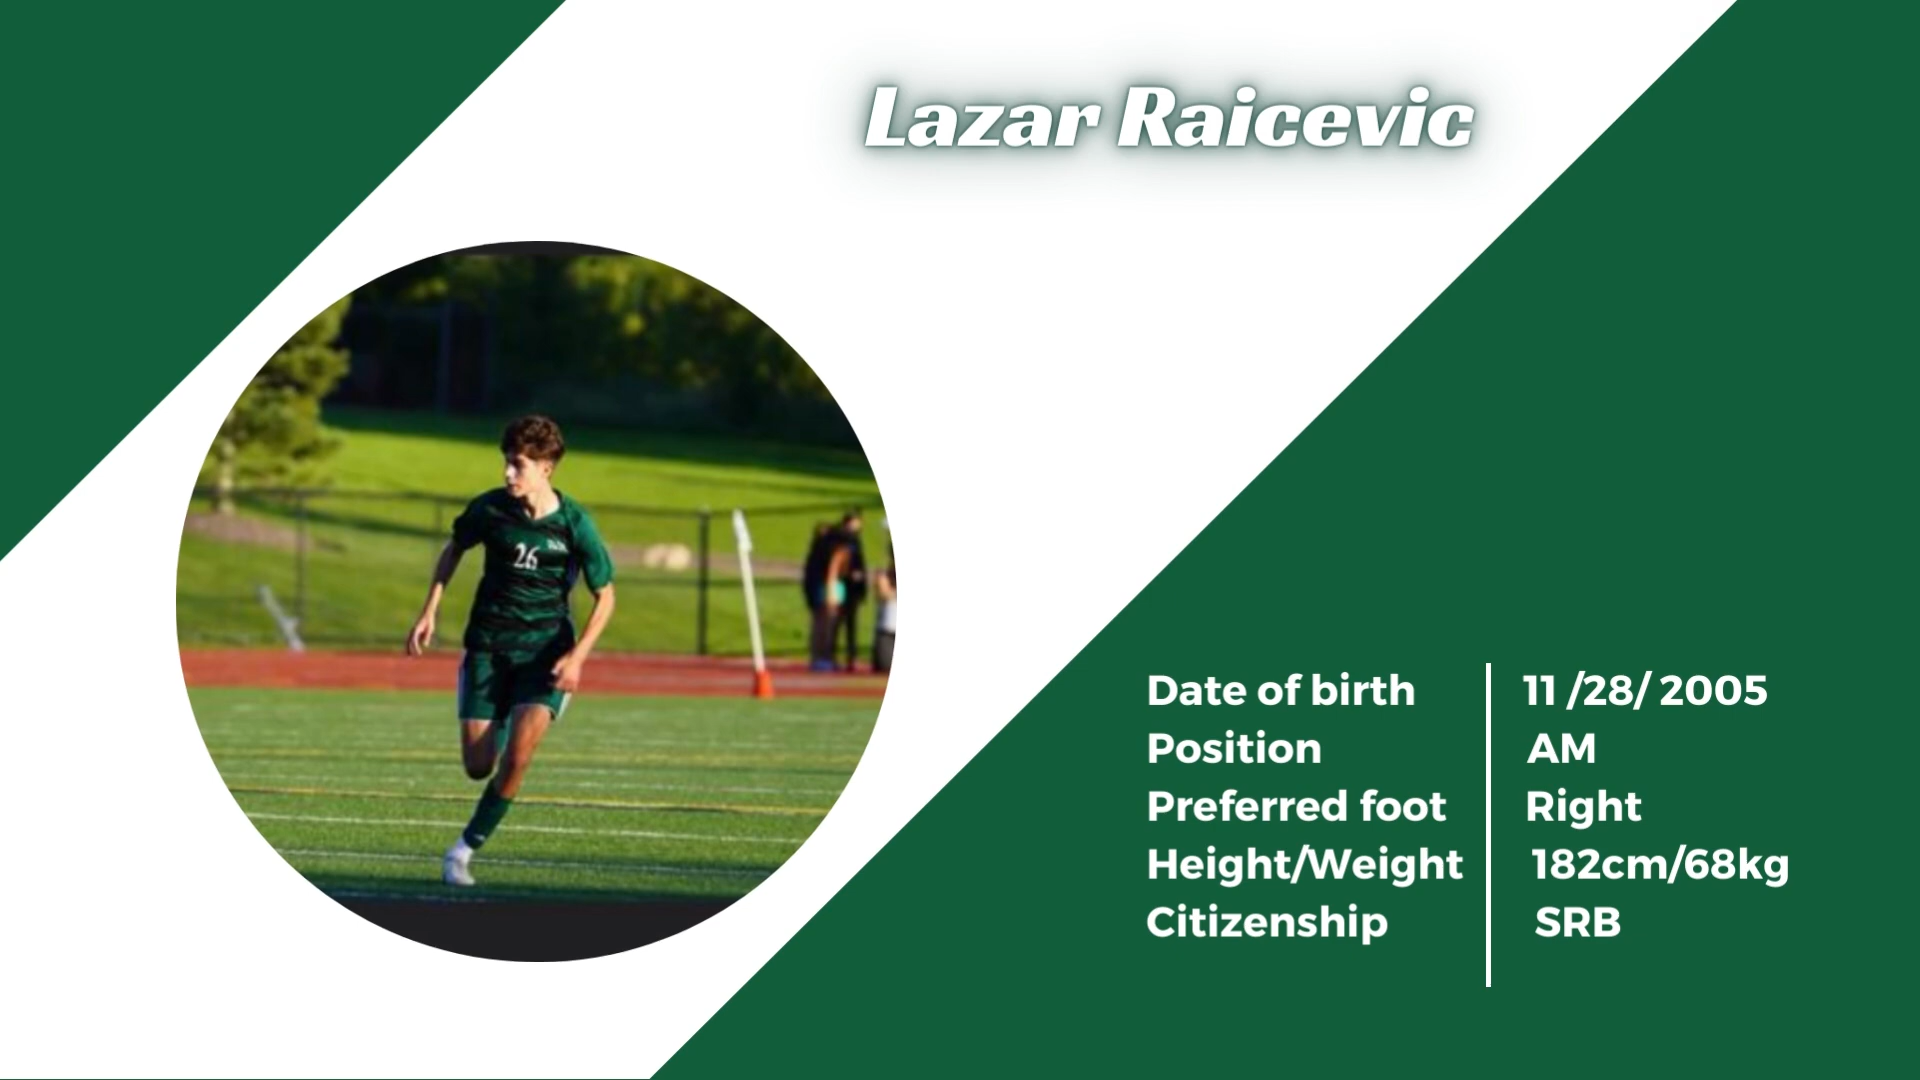 Lazar Raicevic
26
Date of birth 11 /28/ 2005
Position AM
Preferred foot Right
Height/Weight 182cm/68kg
Citizenship SRB